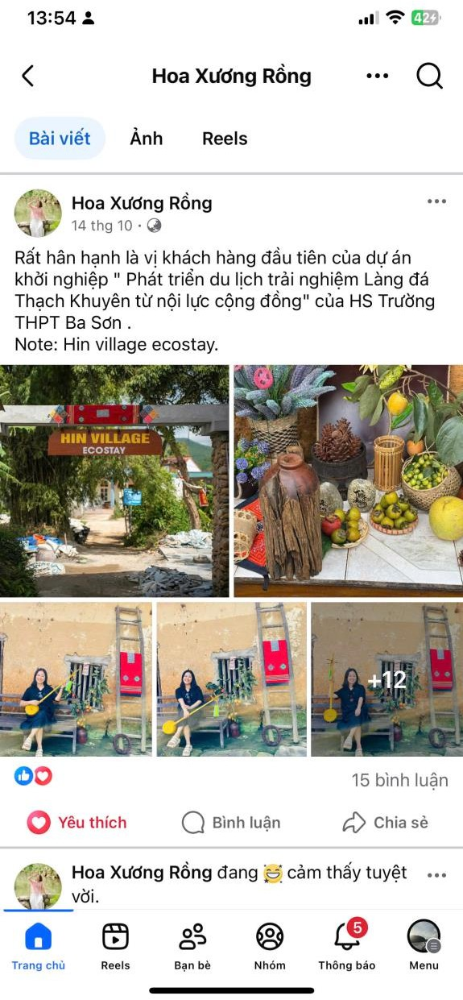 13:54
42
Hoa Xương Rồng
Bài viết
Ảnh
Reels
Hoa Xương Rồng
14 thg 10 ·
Rất hân hạnh là vị khách hàng đầu tiên của dự án
khởi nghiệp " Phát triển du lịch trải nghiệm Làng đá
Thạch Khuyên từ nội lực cộng đồng" của HS Trường
THPT Ba Sơn .
Note: Hin village ecostay.
HIN VILLAGE
ECOSTAY
+12
15 bình luận
Yêu thích
Bình luận
Chia sẻ
Hoa Xương Rồng đang 😆 cảm thấy tuyệt
vời.
5
Trang chủ
Reels
Bạn bè
Nhóm
Thông báo
Menu